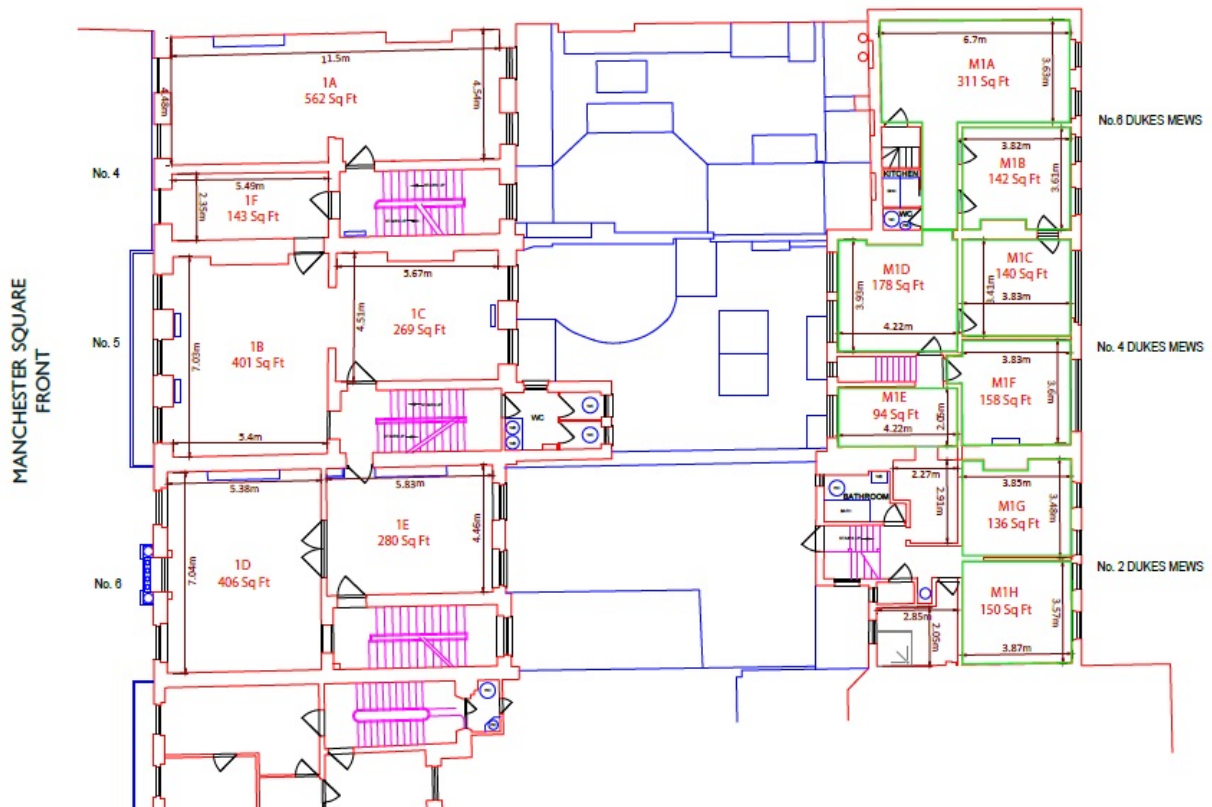 MANCHESTER SQUARE
FRONT
No. 4
11.5m
1A
562 Sq Ft
4.48m
4.54m
5.49m
1F
143 Sq Ft
2.35m
No. 5
7.03m
1B
401 Sq Ft
5.4m
5.67m
4.51m
1C
269 Sq Ft
WC
No. 6
5.38m
7.04m
1D
406 Sq Ft
5.83m
1E
280 Sq Ft
4.46m
6.7m
M1A
311 Sq Ft
3.63m
No.6 DUKES MEWS
KITCHEN
WC
3.82m
M1B
142 Sq Ft
3.61m
M1D
178 Sq Ft
3.93m
4.22m
M1C
140 Sq Ft
3.41m
3.83m
No. 4 DUKES MEWS
3.83m
M1F
158 Sq Ft
3.6m
M1E
94 Sq Ft
4.22m
2.05m
BATHROOM
2.27m
2.91m
3.85m
M1G
136 Sq Ft
3.48m
No. 2 DUKES MEWS
M1H
150 Sq Ft
3.57m
3.87m
2.85m
2.05m